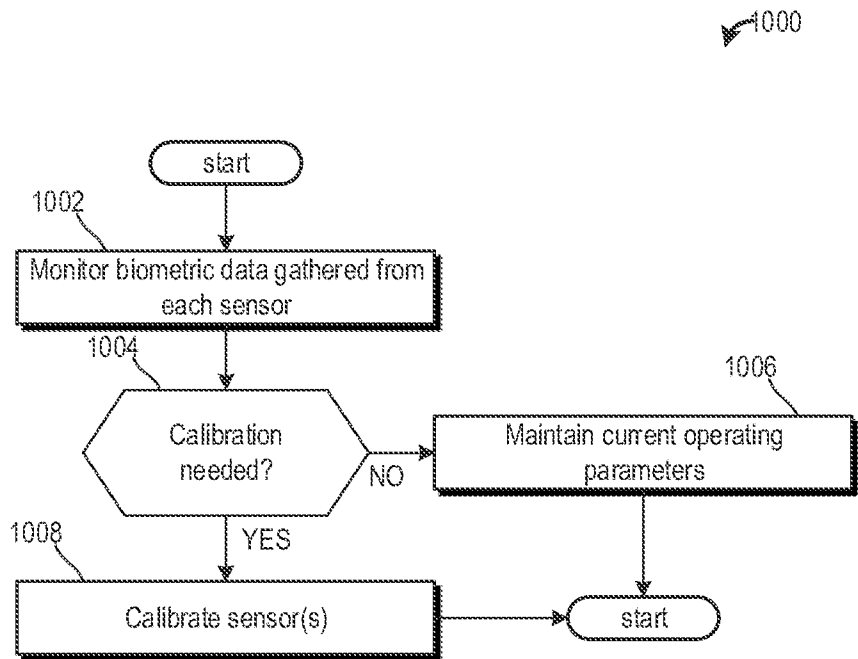 1000
start
1002
Monitor biometric data gathered from
each sensor
1004
Calibration
needed?
NO
1006
Maintain current operating
parameters
YES
1008
Calibrate sensor(s)
start